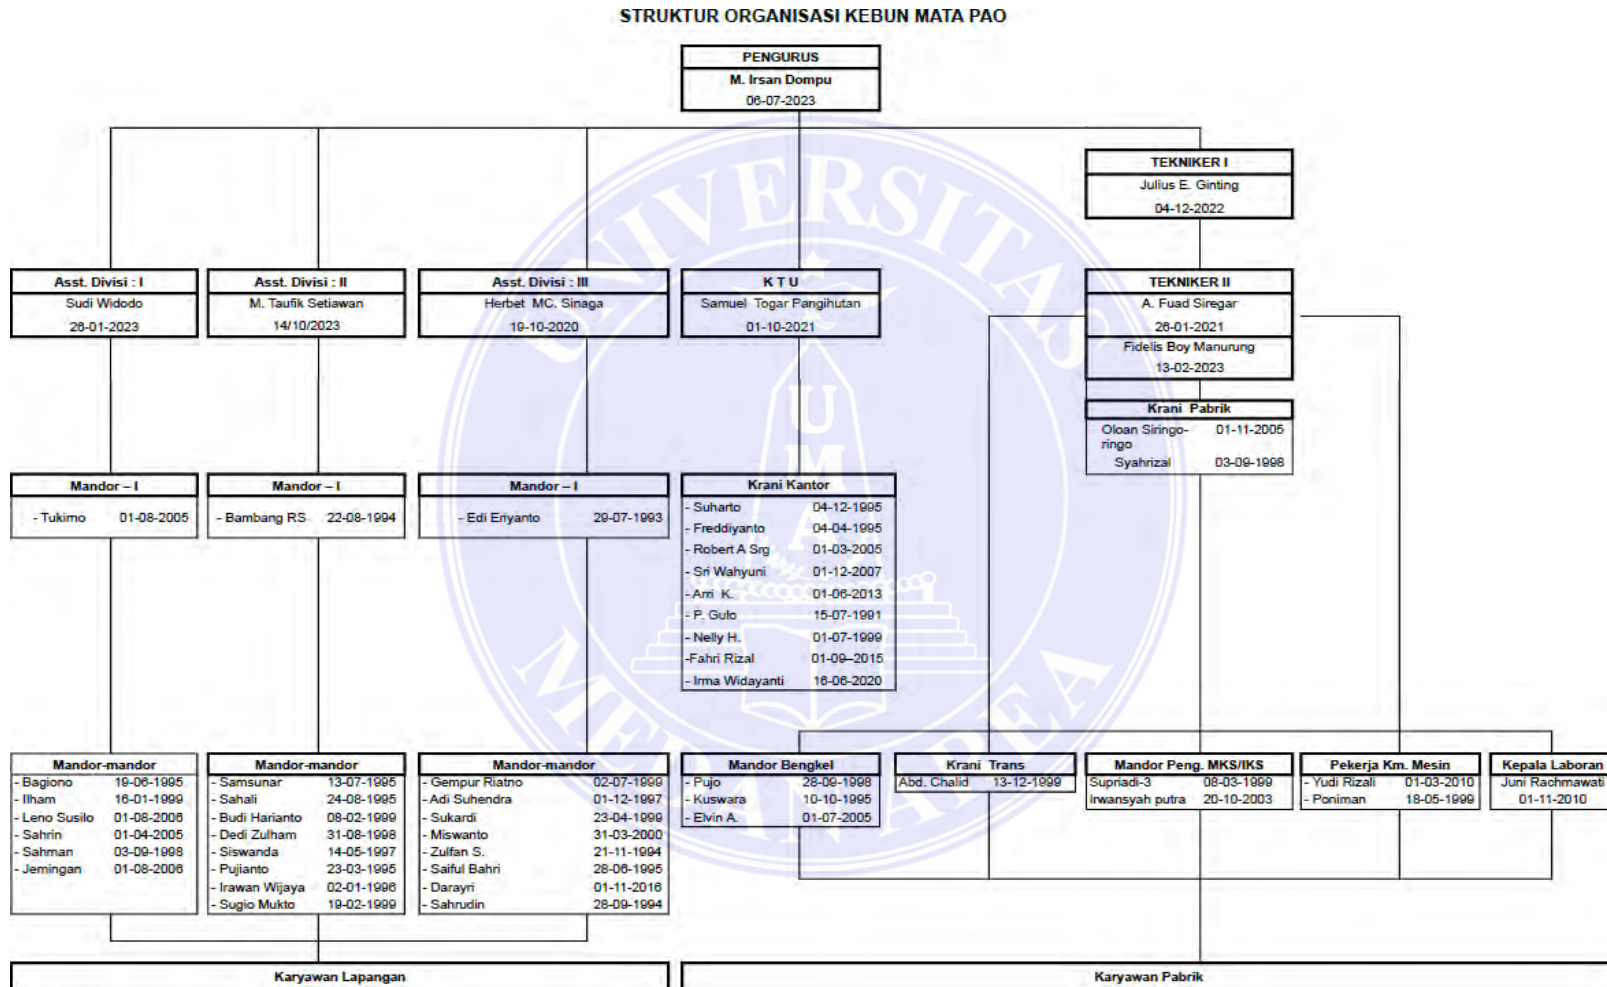 STRUKTUR ORGANISASI KEBUN MATA PAO
PENGURUS
M. Irsan Dompu
06-07-2023
TEKNIKER I
Julius E. Ginting
04-12-2022
Asst. Divisi : I
Sudi Widodo
26-01-2023
Asst. Divisi : II
M. Taufik Setiawan
14/10/2023
Asst. Divisi : III
Herbet MC. Sinaga
19-10-2020
K T U
Samuel Togar Pangihutan
01-10-2021
TEKNIKER II
A. Fuad Siregar
26-01-2021
Fidelis Boy Manurung
13-02-2023
Krani Pabrik
Oloan Siringo- 01-11-2005
ringo
Syahrizal 03-09-1998
Mandor – I
- Tukimo 01-08-2005
Mandor – I
- Bambang RS 22-08-1994
Mandor – I
- Edi Eriyanto 29-07-1993
Krani Kantor
- Suharto 04-12-1995
- Freddiyanto 04-04-1995
- Robert A Srg 01-03-2005
- Sri Wahyuni 01-12-2007
- Arri K. 01-06-2013
- P. Gulo 15-07-1991
- Nelly H. 01-07-1999
-Fahri Rizal 01-09–2015
- Irma Widayanti 16-06-2020
Mandor-mandor
- Bagiono 19-06-1995
- Ilham 16-01-1999
- Leno Susilo 01-08-2006
- Sahrin 01-04-2005
- Sahman 03-09-1998
- Jemingan 01-08-2006
Mandor-mandor
- Samsunar 13-07-1995
- Sahali 24-08-1995
- Budi Harianto 08-02-1999
- Dedi Zulham 31-08-1998
- Siswanda 14-05-1997
- Pujianto 23-03-1995
- Irawan Wijaya 02-01-1996
- Sugio Mukto 19-02-1999
Mandor-mandor
- Gempur Riatno 02-07-1999
- Adi Suhendra 01-12-1997
- Sukardi 23-04-1999
- Miswanto 31-03-2000
- Zulfan S. 21-11-1994
- Saiful Bahri 28-06-1995
- Darayri 01-11-2016
- Sahrudin 28-09-1994
Mandor Bengkel
- Pujo 28-09-1998
- Kuswara 10-10-1995
- Elvin A. 01-07-2005
Krani Trans
Abd. Chalid 13-12-1999
Mandor Peng. MKS/IKS
Supriadi-3 08-03-1999
Irwansyah putra 20-10-2003
Pekerja Km. Mesin
- Yudi Rizali 01-03-2010
- Poniman 18-05-1999
Kepala Laboran
Juni Rachmawati
01-11-2010
Karyawan Lapangan
Karyawan Pabrik
UNIVERSITAS
MEDAN AREA
U
M
A